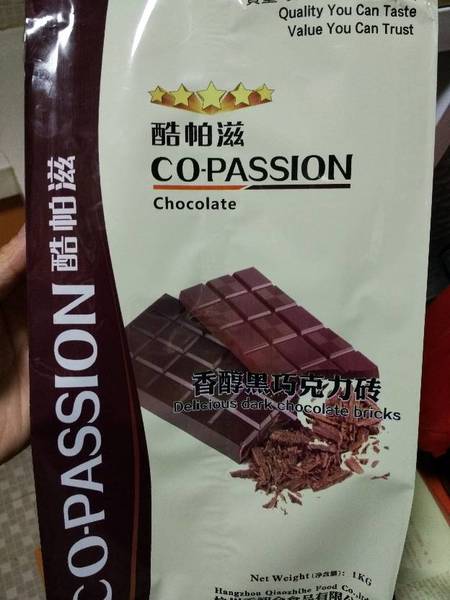 Quality You Can Taste
Value You Can Trust
酷帕滋
CO-PASSION
Chocolate
CO-PASSION 酷帕滋
香醇黑巧克力砖
Delicious dark chocolate bricks
Net Weight (净含量): 1KG
Hangzhou Qiaozhihe Food Co.,ltd